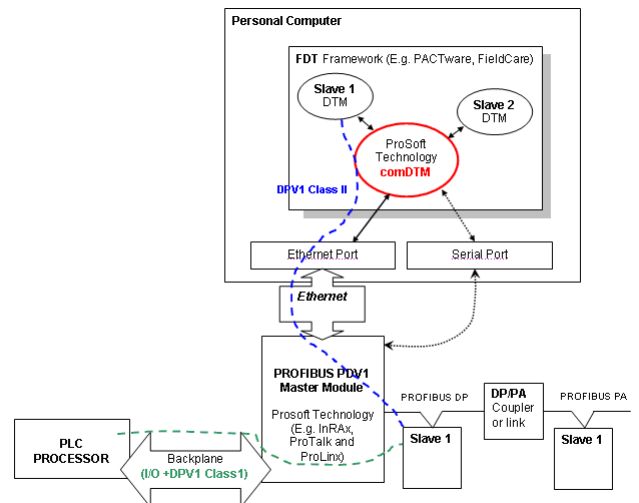 Personal Computer
FDT Framework (E.g. PACTware, FieldCare)
Slave 1
DTM
Slave 2
DTM
ProSoft
Technology
comDTM
DPV1 Class II
Ethernet Port
Serial Port
Ethernet
PROFIBUS PDV1
Master Module
Prosoft Technology
(E.g. InRAx,
ProTalk and
ProLinx)
PROFIBUS DP
DP/PA
Coupler
or link
PROFIBUS PA
Slave 1
Slave 1
PLC
PROCESSOR
Backplane
(I/O +DPV1 Class1)